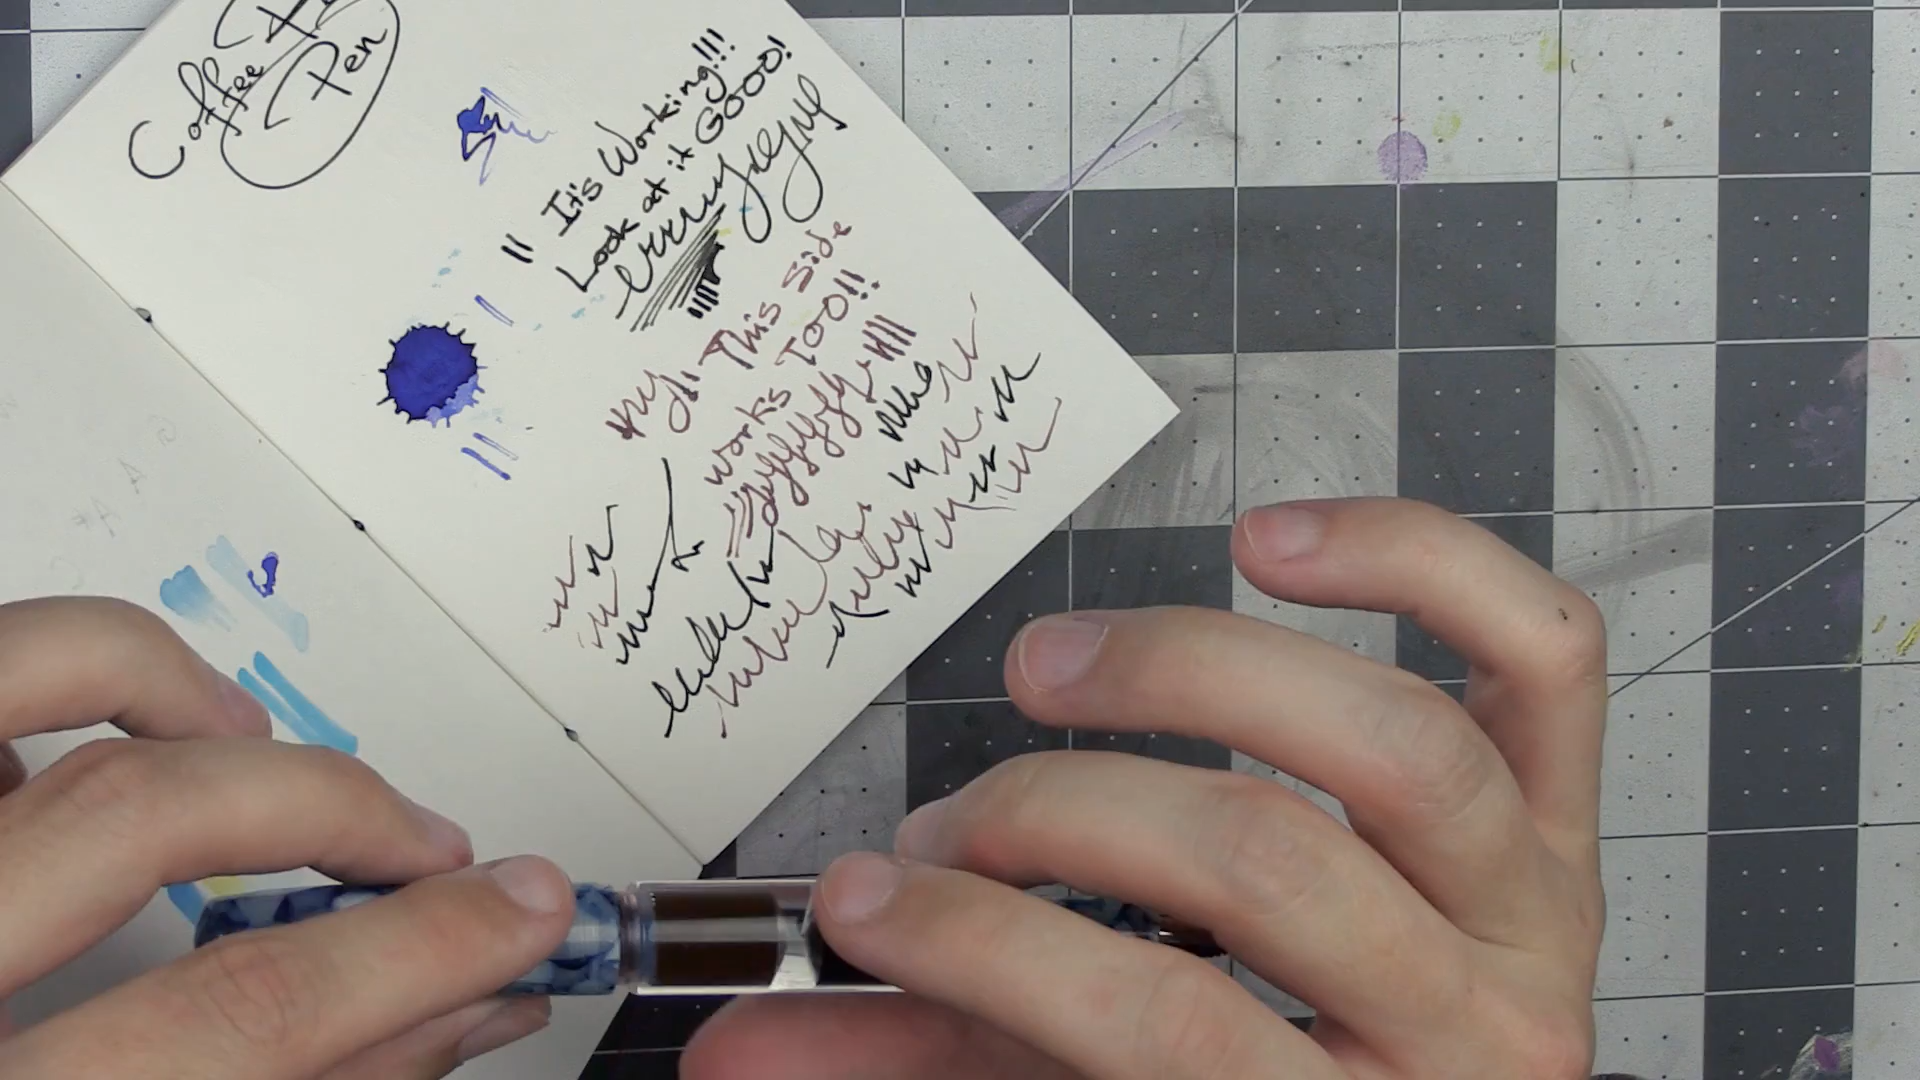 Coffee
Pen
It's Working!!!
Look at it GOOO!
This Side
works TOO!!